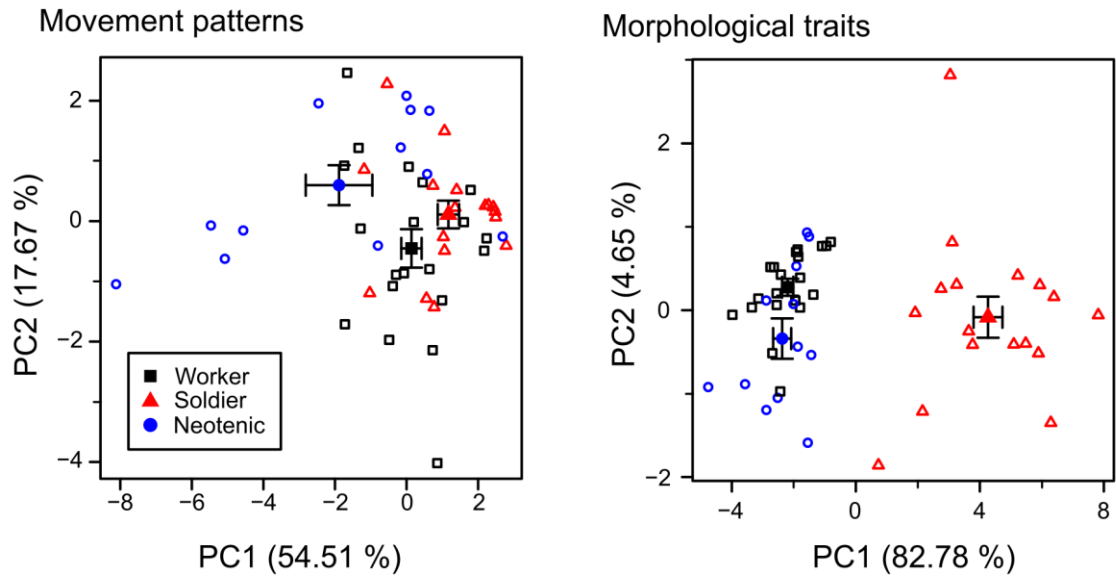 Movement patterns
PC2 (17.67 %)
2
0
−2
−4
Worker
Soldier
Neotenic
−8
−6
−4
−2
0
2
PC1 (54.51 %)
Morphological traits
PC2 (4.65 %)
2
0
−2
−4
0
4
8
PC1 (82.78 %)